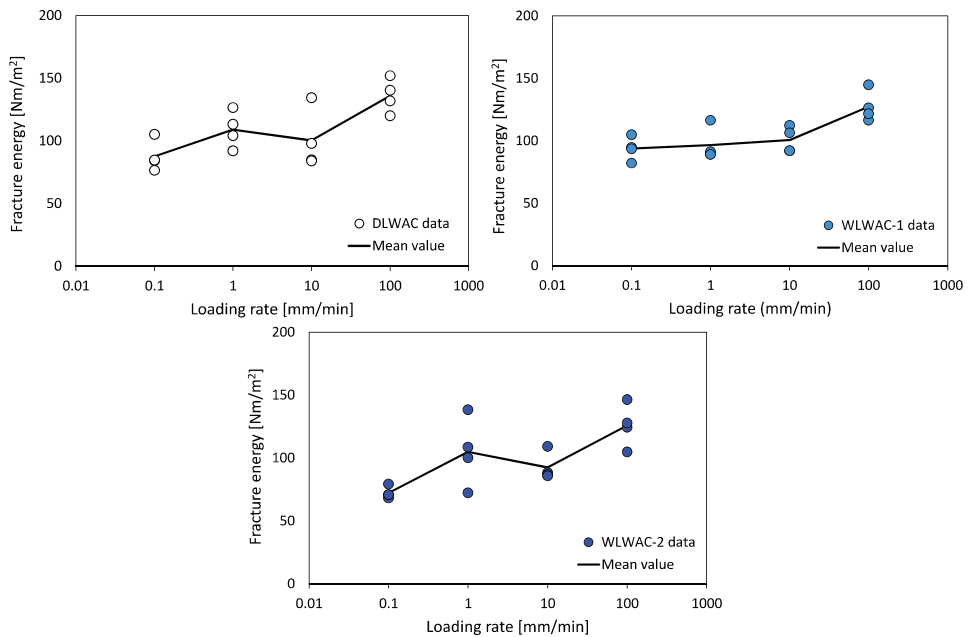 Fracture energy [Nm/m²]
200
150
100
50
0
DLWAC data
Mean value
0.01 0.1 1 10 100 1000
Loading rate [mm/min]
Fracture energy [Nm/m²]
200
150
100
50
0
WLWAC-1 data
Mean value
0.01 0.1 1 10 100 1000
Loading rate (mm/min)
Fracture energy [Nm/m²]
200
150
100
50
0
WLWAC-2 data
Mean value
0.01 0.1 1 10 100 1000
Loading rate [mm/min]